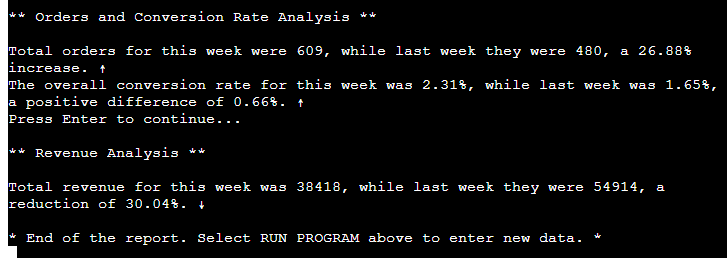 ** Orders and Conversion Rate Analysis **
Total orders for this week were 609, while last week they were 480, a 26.88%
increase. ↑
The overall conversion rate for this week was 2.31%, while last week was 1.65%,
a positive difference of 0.66%. ↑
Press Enter to continue...
** Revenue Analysis **
Total revenue for this week was 38418, while last week they were 54914, a
reduction of 30.04%. ↓
* End of the report. Select RUN PROGRAM above to enter new data. *